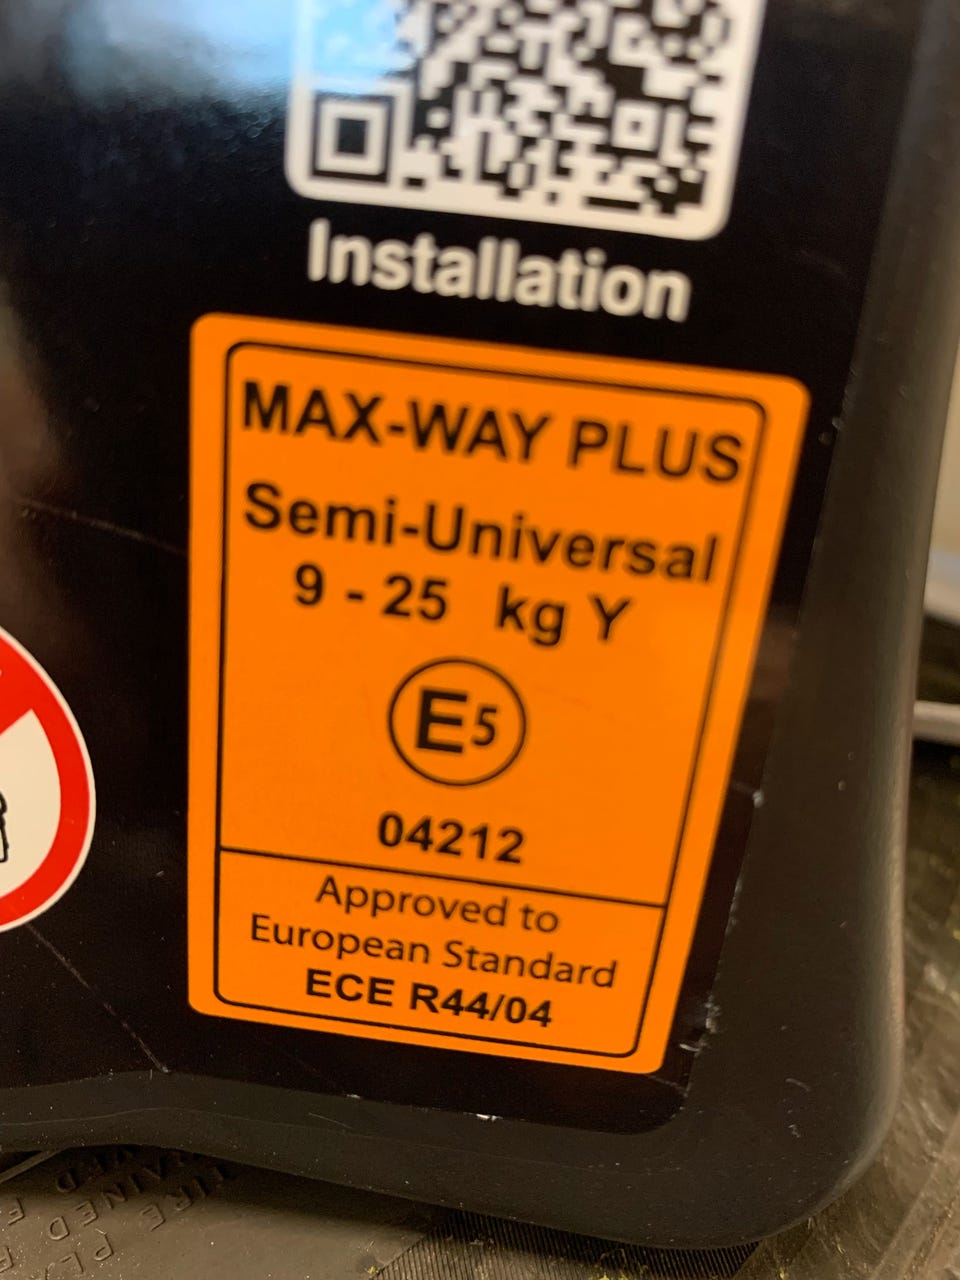 Installation
MAX-WAY PLUS
Semi-Universal
9 - 25 kg Y
E5
04212
Approved to
European Standard
ECE R44/04